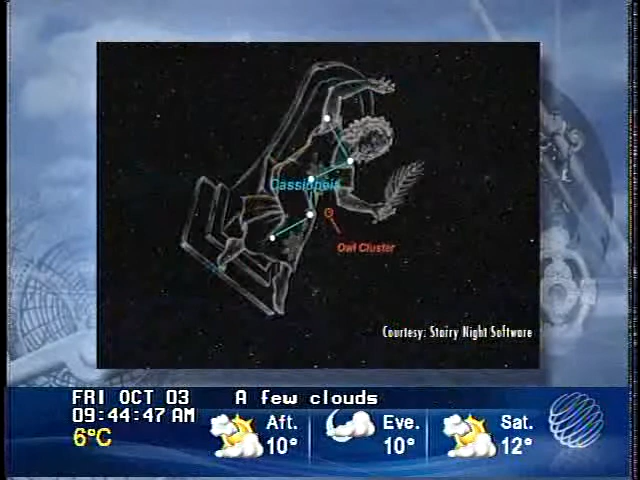 Cassiopeia
Owl Cluster
Courtesy: Starry Night Software
FRI OCT 03
09:44:47 AM
6°C
A few clouds
Aft.
10°
Eve.
10°
Sat.
12°